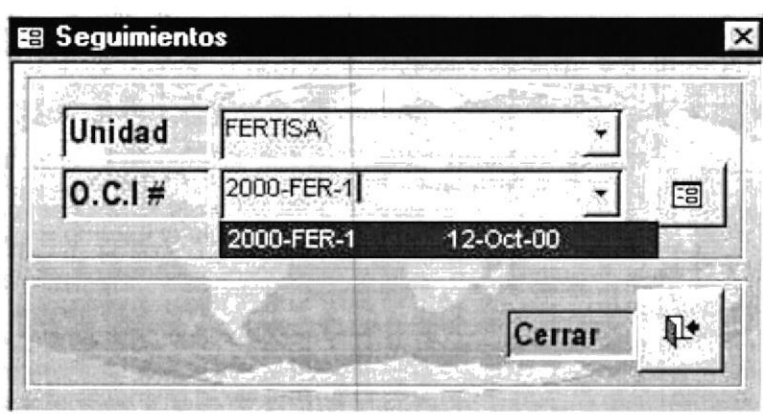 Seguimientos
Unidad FERTISA
O.C.I # 2000-FER-1
2000-FER-1 12-Oct-00
Cerrar